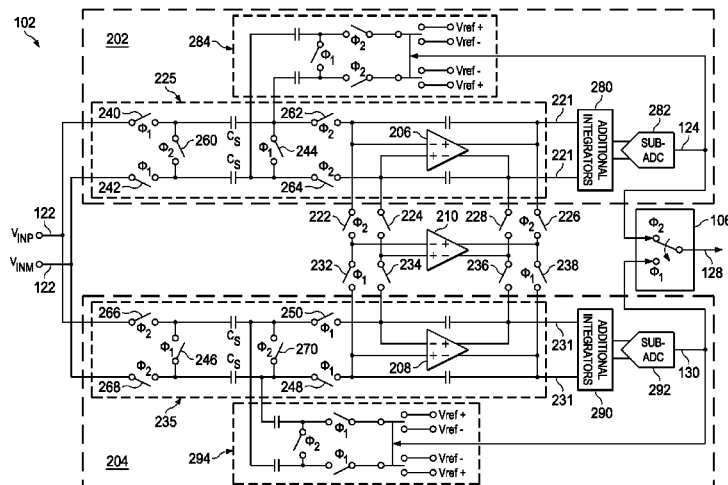 102
202
284
Φ1
Φ2
Φ2
Vref +
Vref -
Vref -
Vref +
225
240
Φ1
260
Φ2
CS
CS
262
Φ2
Φ1
244
242
Φ1
264
Φ2
206
221
221
280
ADDITIONAL INTEGRATORS
282
SUB-ADC
124
122
VINP
VINM
122
222
Φ2
224
228
Φ2
226
210
232
Φ1
234
236
Φ1
238
106
Φ2
Φ1
128
266
Φ2
Φ1
246
CS
CS
Φ2
270
250
Φ1
268
Φ2
248
Φ1
208
231
231
290
ADDITIONAL INTEGRATORS
SUB-ADC
292
130
235
204
294
Φ2
Φ1
Φ1
Vref +
Vref -
Vref -
Vref +